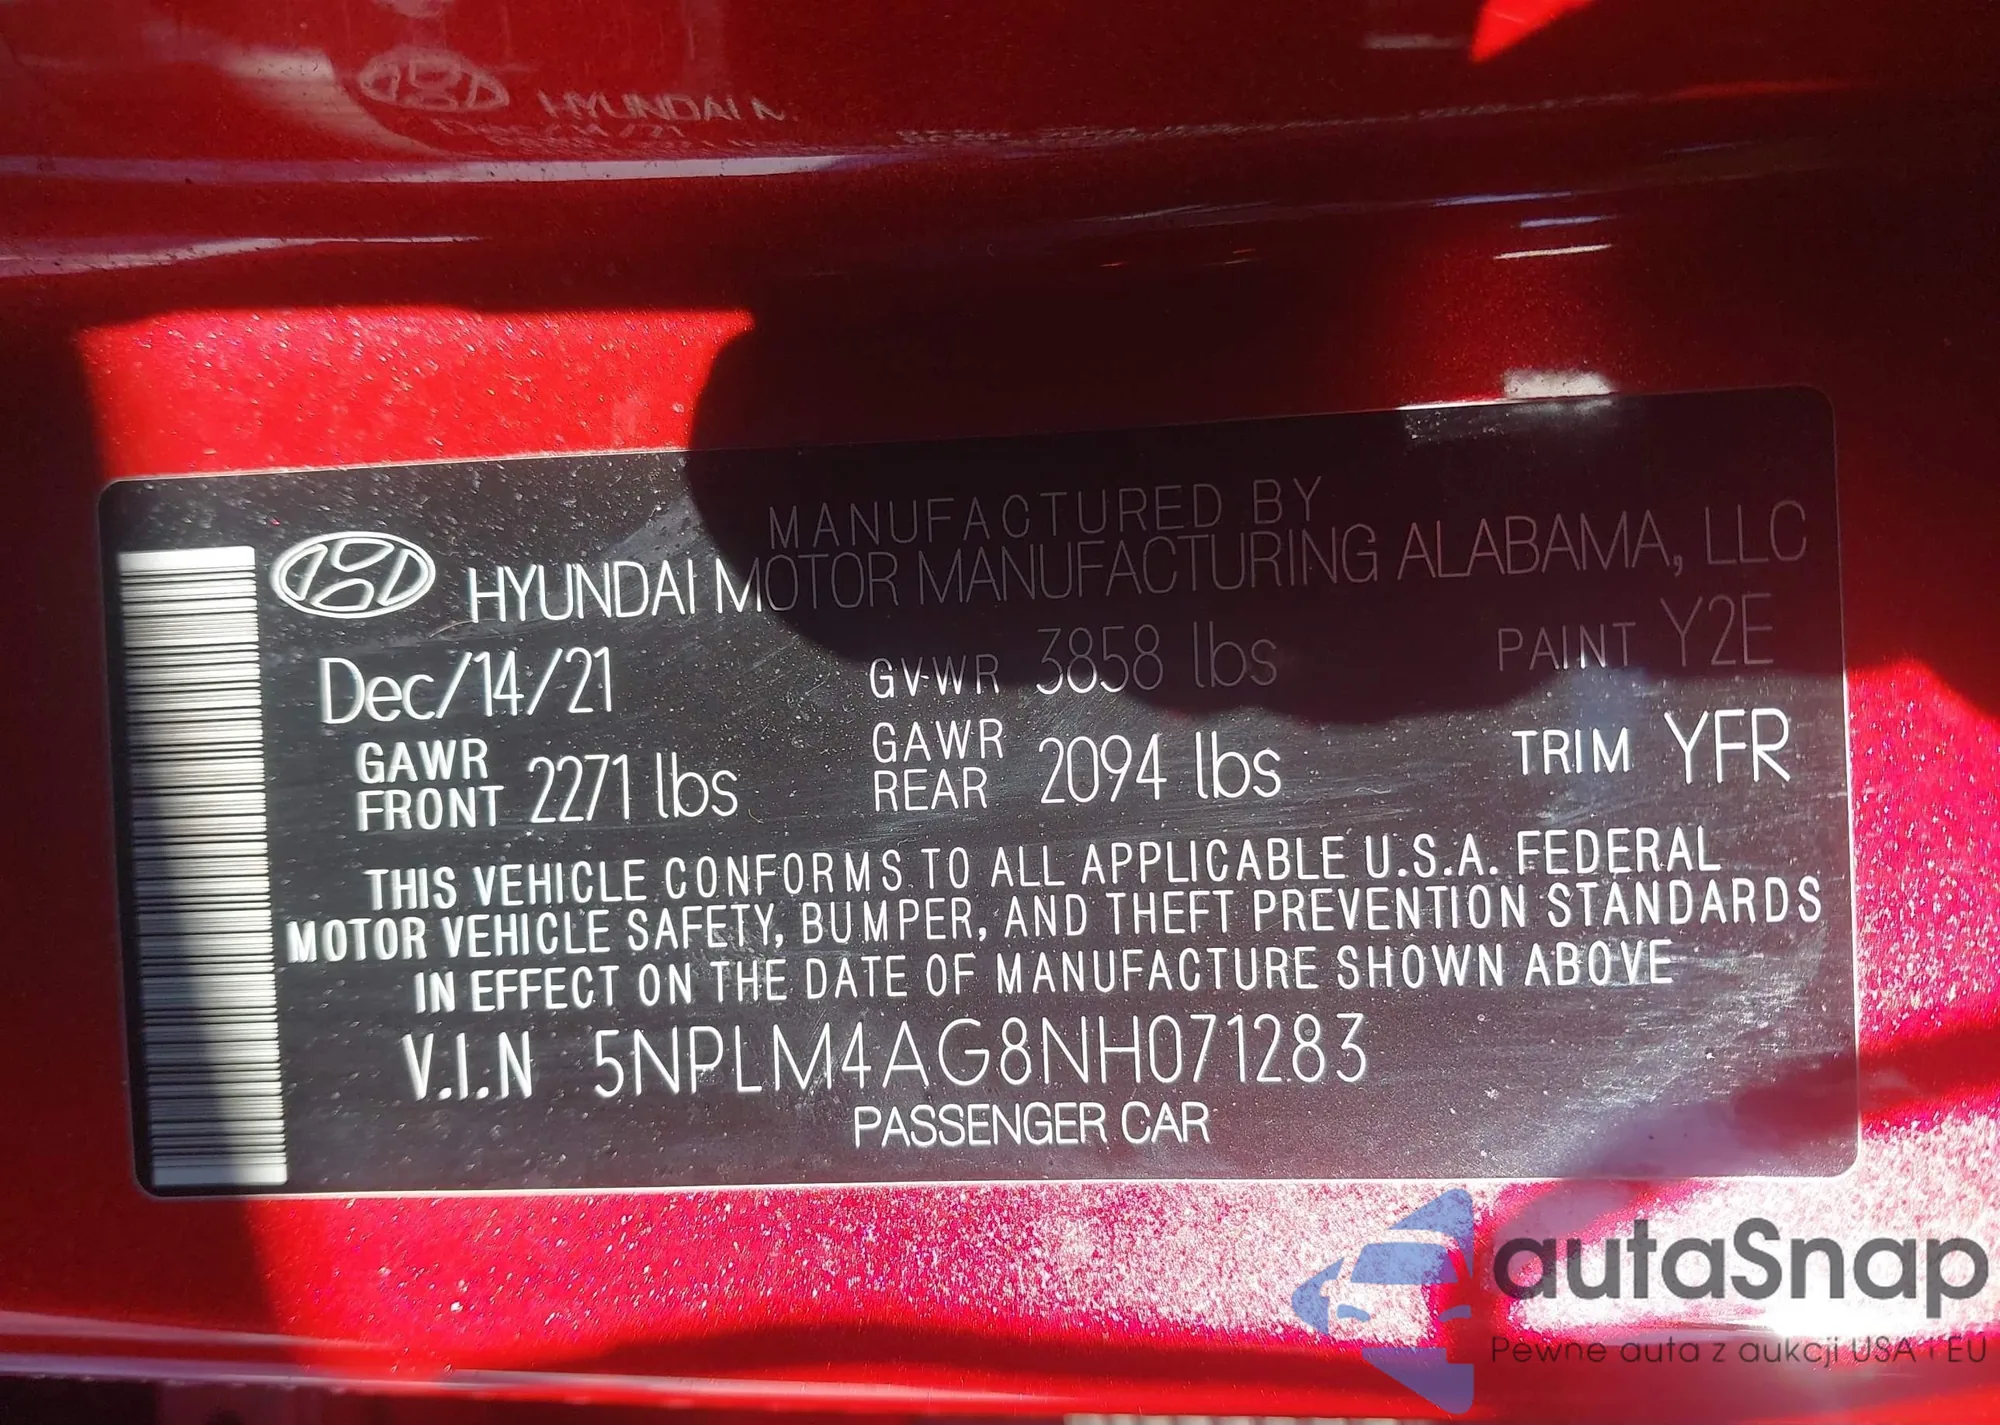 HYUNDAI M
Dec/14/21
MANUFACTURED BY
HYUNDAI MOTOR MANUFACTURING ALABAMA, LLC
Dec/14/21 GVWR 3858 lbs PAINT Y2E
GAWR FRONT 2271 lbs GAWR REAR 2094 lbs TRIM YFR
THIS VEHICLE CONFORMS TO ALL APPLICABLE U.S.A. FEDERAL
MOTOR VEHICLE SAFETY, BUMPER, AND THEFT PREVENTION STANDARDS
IN EFFECT ON THE DATE OF MANUFACTURE SHOWN ABOVE
V.I.N 5NPLM4AG8NH071283
PASSENGER CAR
autaSnap
Pewne auta z aukcji USA i EU